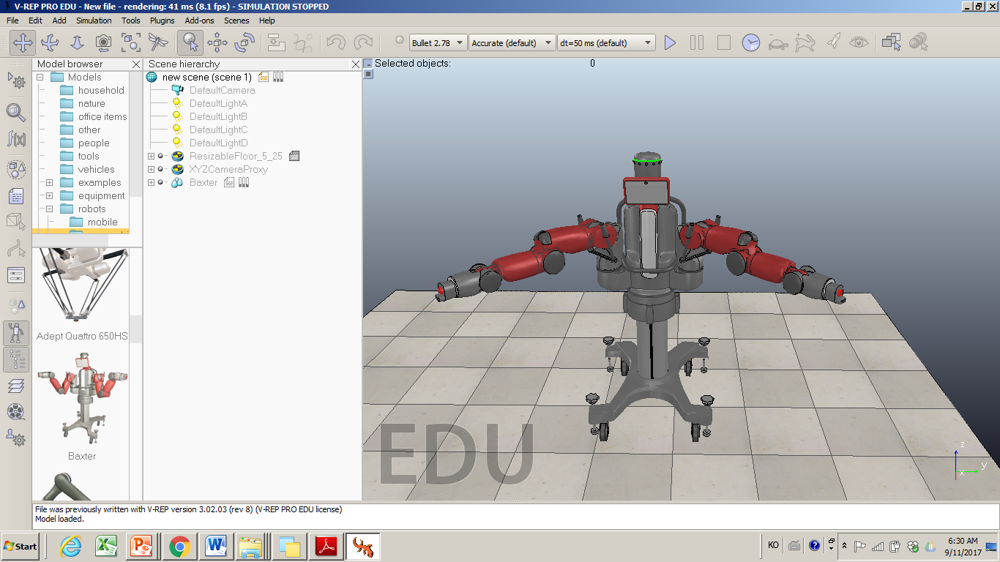 V-REP PRO EDU - New file - rendering: 41 ms (8.1 fps) - SIMULATION STOPPED
File Edit Add Simulation Tools Plugins Add-ons Scenes Help
Bullet 2.78 Accurate (default) dt=50 ms (default)
RT
f(x)
Model browser
Models
household
nature
office items
other
people
tools
vehicles
examples
equipment
robots
mobile
Adept Quattro 650HS
Baxter
Scene hierarchy
new scene (scene 1)
DefaultCamera
DefaultLightA
DefaultLightB
DefaultLightC
DefaultLightD
ResizableFloor_5_25
XYZCameraProxy
Baxter
Selected objects: 0
EDU
z
y
x
File was previously written with V-REP version 3.02.03 (rev 8) (V-REP PRO EDU license)
Model loaded.
Start
KO
6:30 AM
9/11/2017